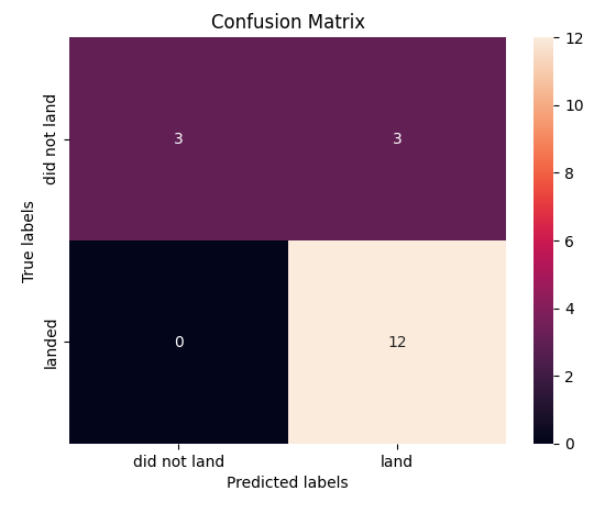 Confusion Matrix
True labels
did not land
landed
3 3
0 12
did not land land
Predicted labels
12
10
8
6
4
2
0